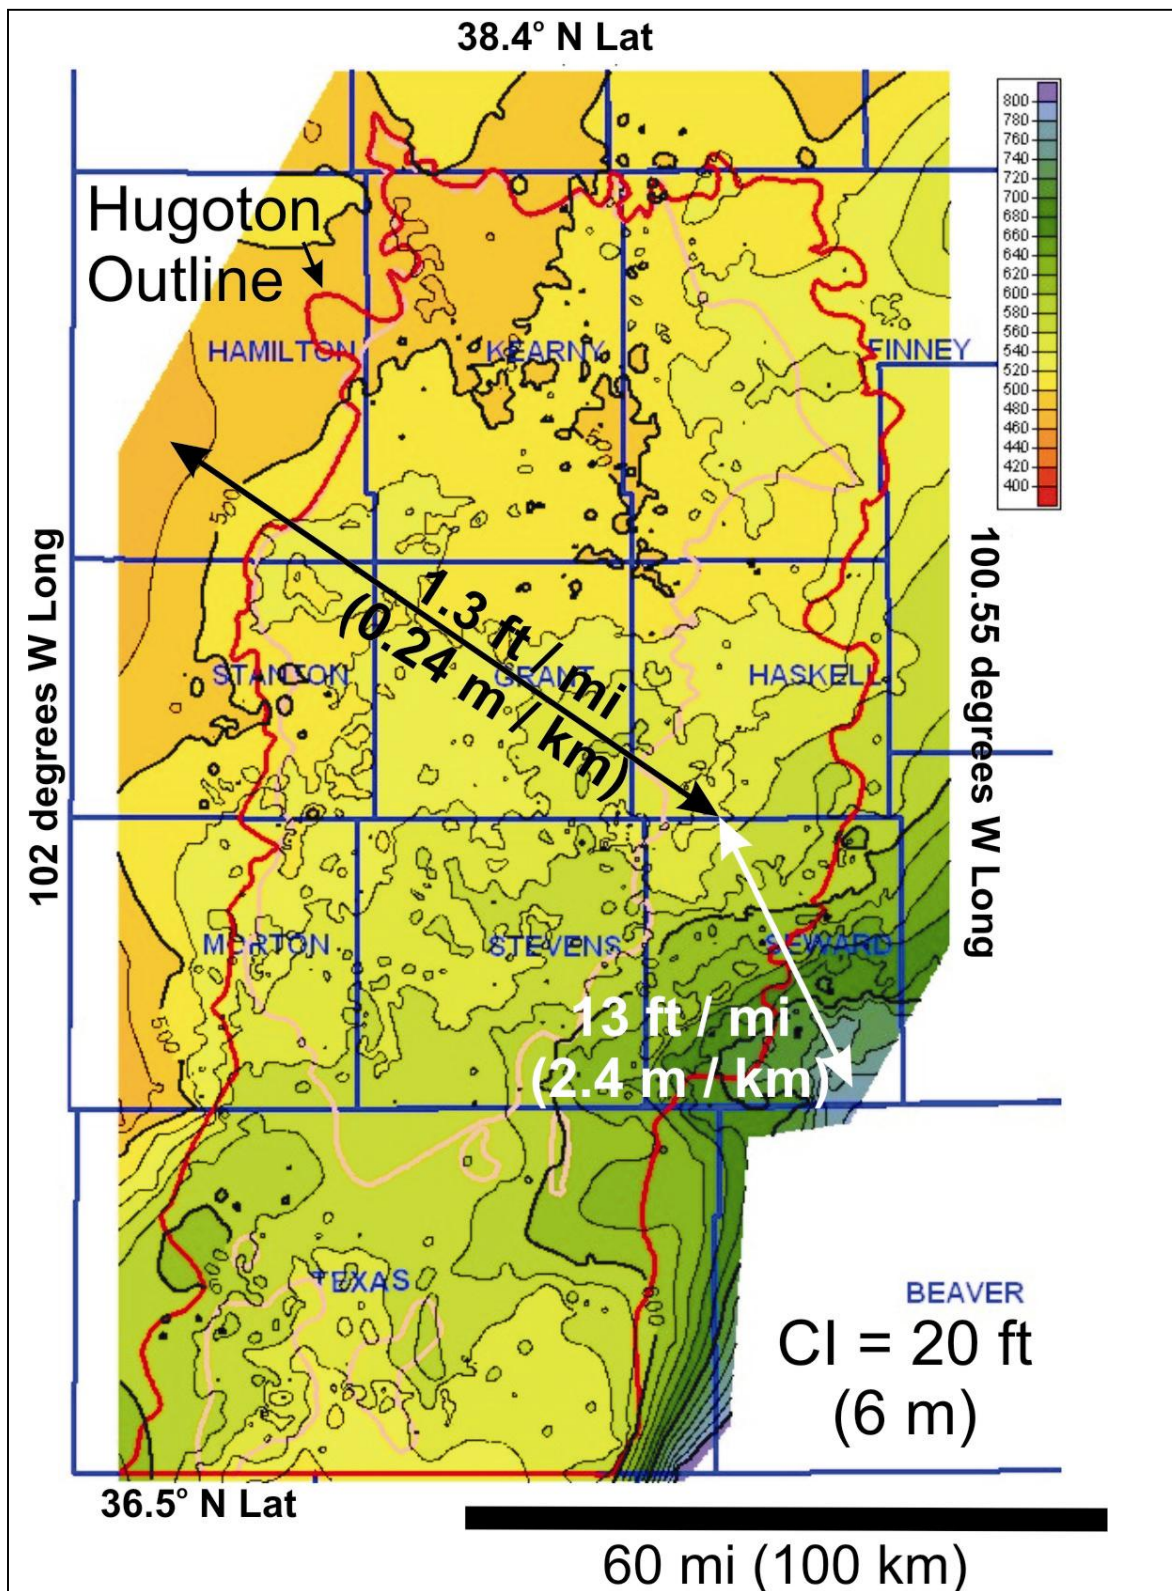 38.4° N Lat
800
780
760
740
720
700
680
660
640
620
600
580
560
540
520
500
480
460
440
420
400
Hugoton
Outline
HAMILTON
KEARNY
FINNEY
500
102 degrees W Long
100.55 degrees W Long
1.3 ft / mi
(0.24 m / km)
STANTON
GRANT
HASKELL
MORTON
STEVENS
SEWARD
500
13 ft / mi
(2.4 m / km)
TEXAS
600
BEAVER
CI = 20 ft
(6 m)
36.5° N Lat
60 mi (100 km)